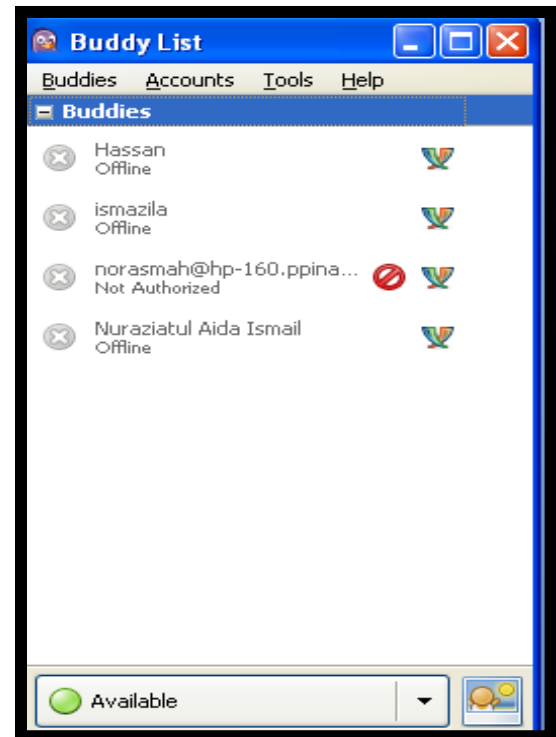 Buddy List
Buddies Accounts Tools Help
Buddies
Hassan
Offline
ismazila
Offline
norasmah@hp-160.ppina...
Not Authorized
Nuraziatul Aida Ismail
Offline
Available